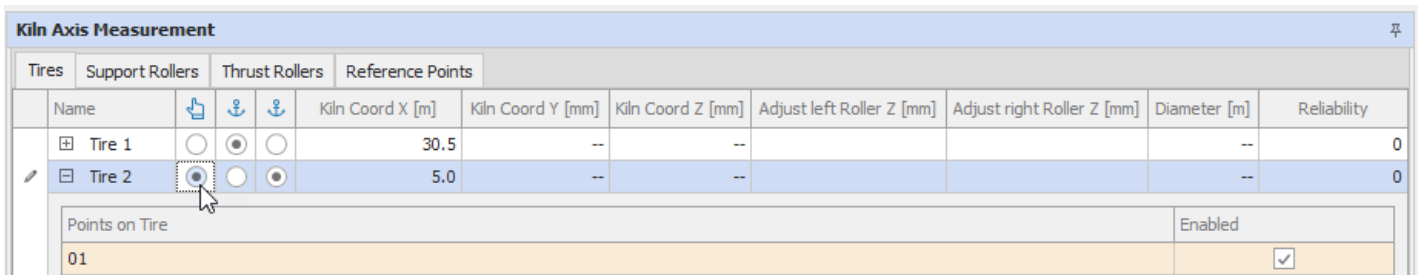 Kiln Axis Measurement
Tires Support Rollers Thrust Rollers Reference Points
Name Kiln Coord X [m] Kiln Coord Y [mm] Kiln Coord Z [mm] Adjust left Roller Z [mm] Adjust right Roller Z [mm] Diameter [m] Reliability
Tire 1 30.5 -- -- -- 0
Tire 2 5.0 -- -- -- 0
Points on Tire Enabled
01